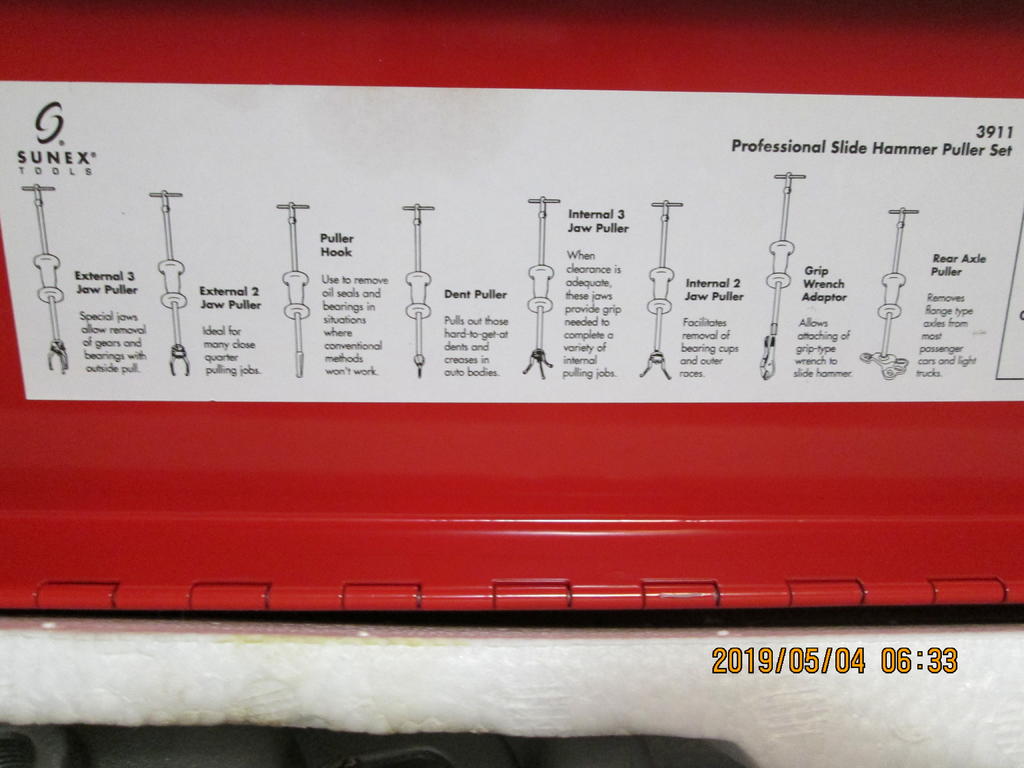 SUNEX®
TOOLS
3911
Professional Slide Hammer Puller Set
External 3
Jaw Puller
Special jaws
allow removal
of gears and
bearings with
outside pull.
External 2
Jaw Puller
Ideal for
many close
quarter
pulling jobs.
Puller
Hook
Use to remove
oil seals and
bearings in
situations
where
conventional
methods
won't work.
Dent Puller
Pulls out those
hard-to-get-at
dents and
creases in
auto bodies.
Internal 3
Jaw Puller
When
clearance is
adequate,
these jaws
provide grip
needed to
complete a
variety of
internal
pulling jobs.
Internal 2
Jaw Puller
Facilitates
removal of
bearing cups
and outer
races.
Grip
Wrench
Adaptor
Allows
attaching of
grip-type
wrench to
slide hammer.
Rear Axle
Puller
Removes
flange type
axles from
most
passenger
cars and light
trucks.
2019/05/04 06:33